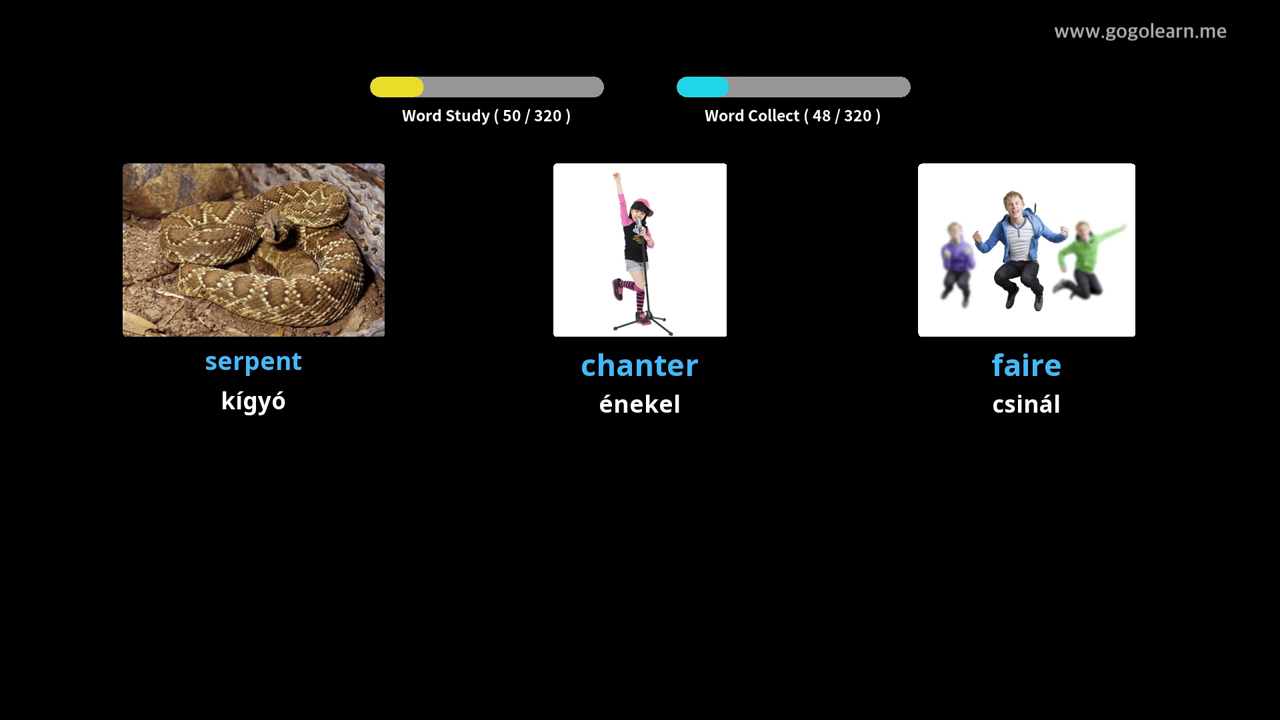 www.gogolearn.me
Word Study ( 50 / 320 )
Word Collect ( 48 / 320 )
serpent
kígyó
chanter
énekel
faire
csinál